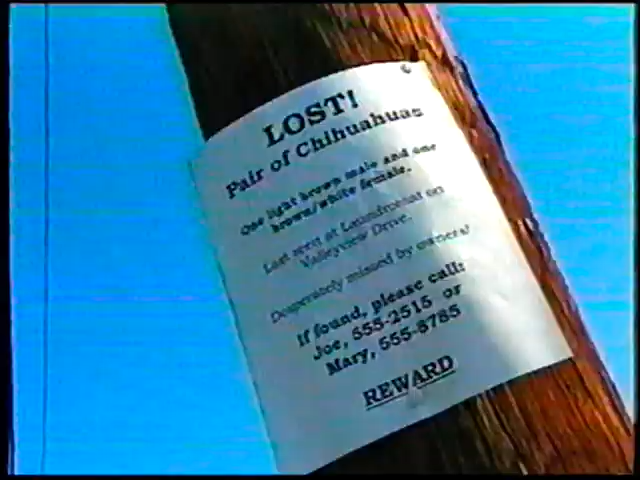 LOST!
Pair of Chihuahuas
One light brown male and one
brown/white female.
Last seen at Laundromat on
Valleyview Drive.
Desperately missed by owners!
If found, please call:
Joe, 555-2515 or
Mary, 555-8785
REWARD